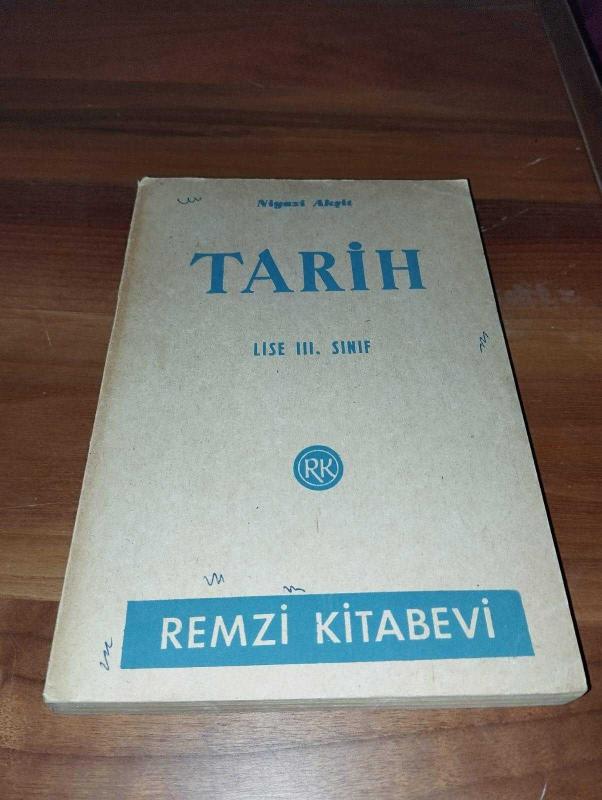 Niyazi Akşit
TARİH
LISE III. SINIF
RK
REMZİ KİTABEVİ